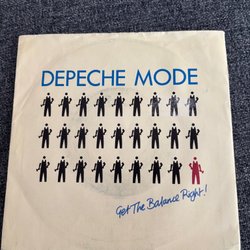 DEPECHE MODE
Get The Balance Right!